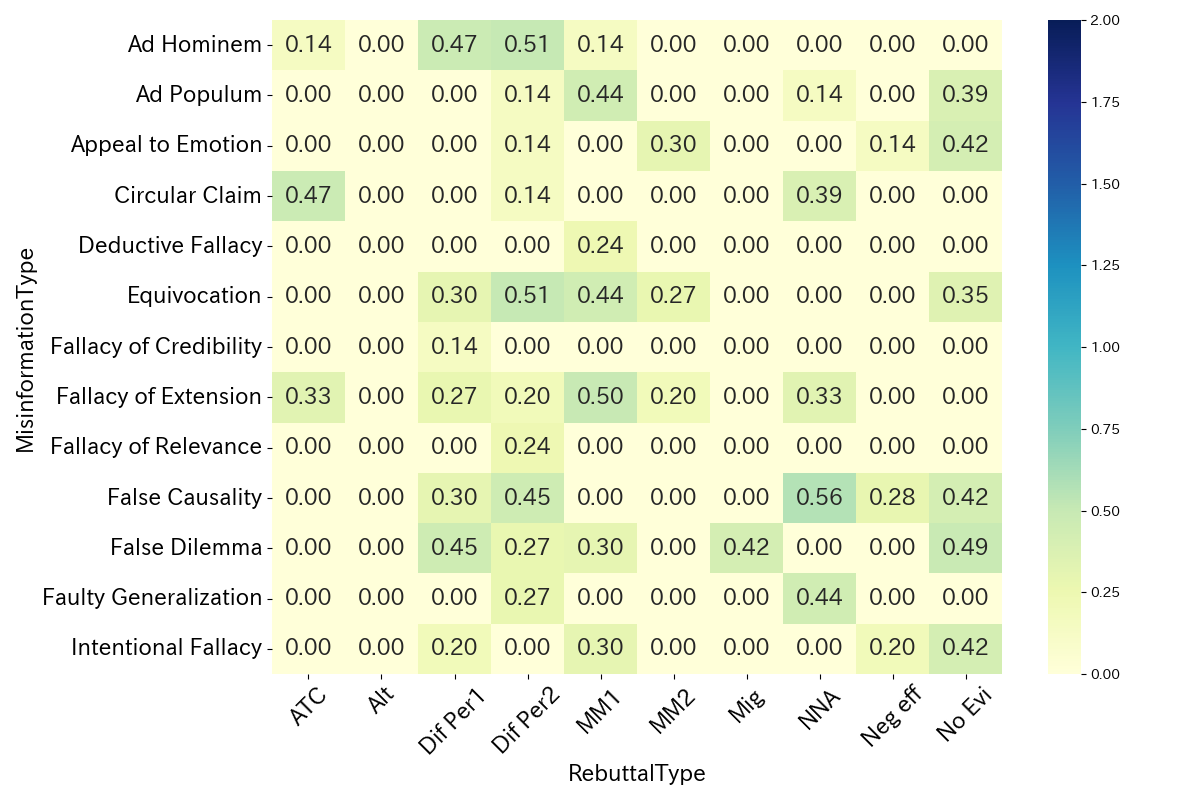 MisinformationType
Ad Hominem 0.14 0.00 0.47 0.51 0.14 0.00 0.00 0.00 0.00 0.00
Ad Populum 0.00 0.00 0.00 0.14 0.44 0.00 0.00 0.14 0.00 0.39
Appeal to Emotion 0.00 0.00 0.00 0.14 0.00 0.30 0.00 0.00 0.14 0.42
Circular Claim 0.47 0.00 0.00 0.14 0.00 0.00 0.00 0.39 0.00 0.00
Deductive Fallacy 0.00 0.00 0.00 0.00 0.24 0.00 0.00 0.00 0.00 0.00
Equivocation 0.00 0.00 0.30 0.51 0.44 0.27 0.00 0.00 0.00 0.35
Fallacy of Credibility 0.00 0.00 0.14 0.00 0.00 0.00 0.00 0.00 0.00 0.00
Fallacy of Extension 0.33 0.00 0.27 0.20 0.50 0.20 0.00 0.33 0.00 0.00
Fallacy of Relevance 0.00 0.00 0.00 0.24 0.00 0.00 0.00 0.00 0.00 0.00
False Causality 0.00 0.00 0.30 0.45 0.00 0.00 0.00 0.56 0.28 0.42
False Dilemma 0.00 0.00 0.45 0.27 0.30 0.00 0.42 0.00 0.00 0.49
Faulty Generalization 0.00 0.00 0.00 0.27 0.00 0.00 0.00 0.44 0.00 0.00
Intentional Fallacy 0.00 0.00 0.20 0.00 0.30 0.00 0.00 0.00 0.20 0.42
ATC Alt Dif Per1 Dif Per2 MM1 MM2 Mig NNA Neg eff No Evi
RebuttalType
2.00
1.75
1.50
1.25
1.00
0.75
0.50
0.25
0.00